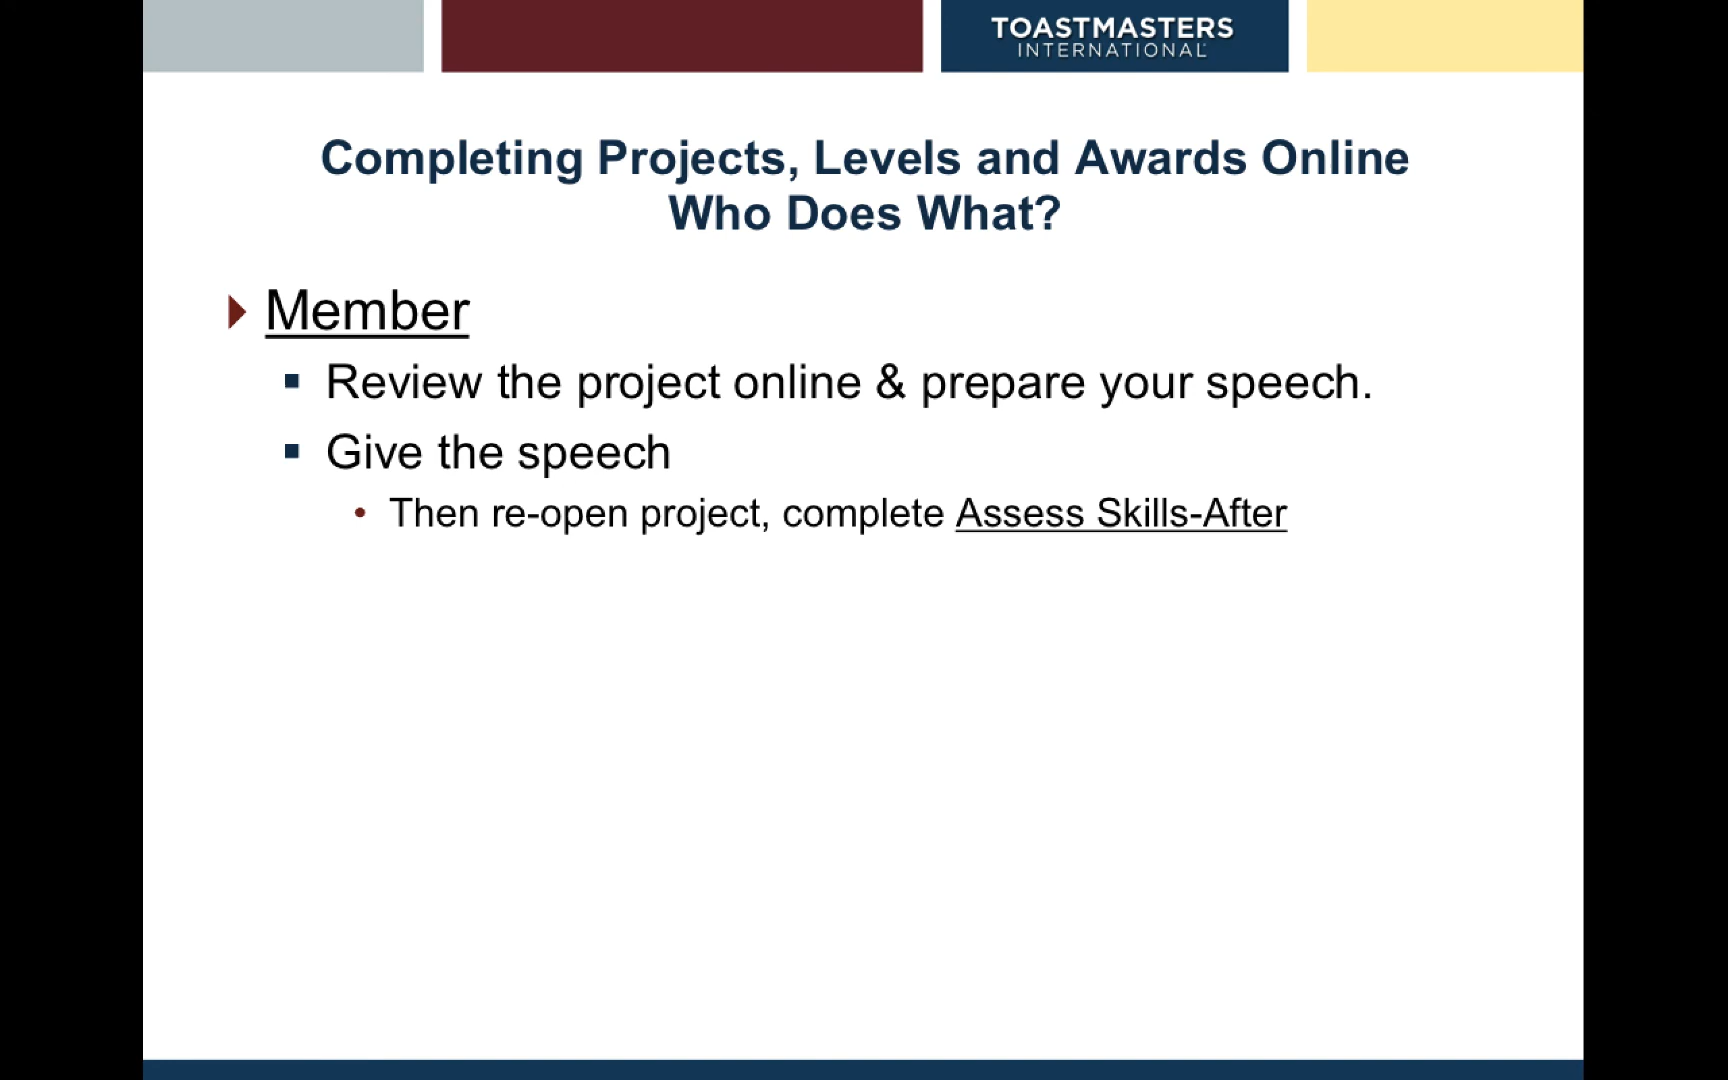 TOASTMASTERS
INTERNATIONAL
Completing Projects, Levels and Awards Online
Who Does What?
Member
Review the project online & prepare your speech.
Give the speech
Then re-open project, complete Assess Skills-After